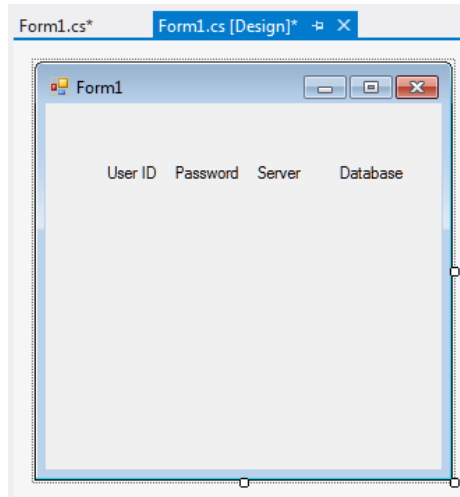 Form1.cs* Form1.cs [Design]*
Form1
User ID Password Server Database